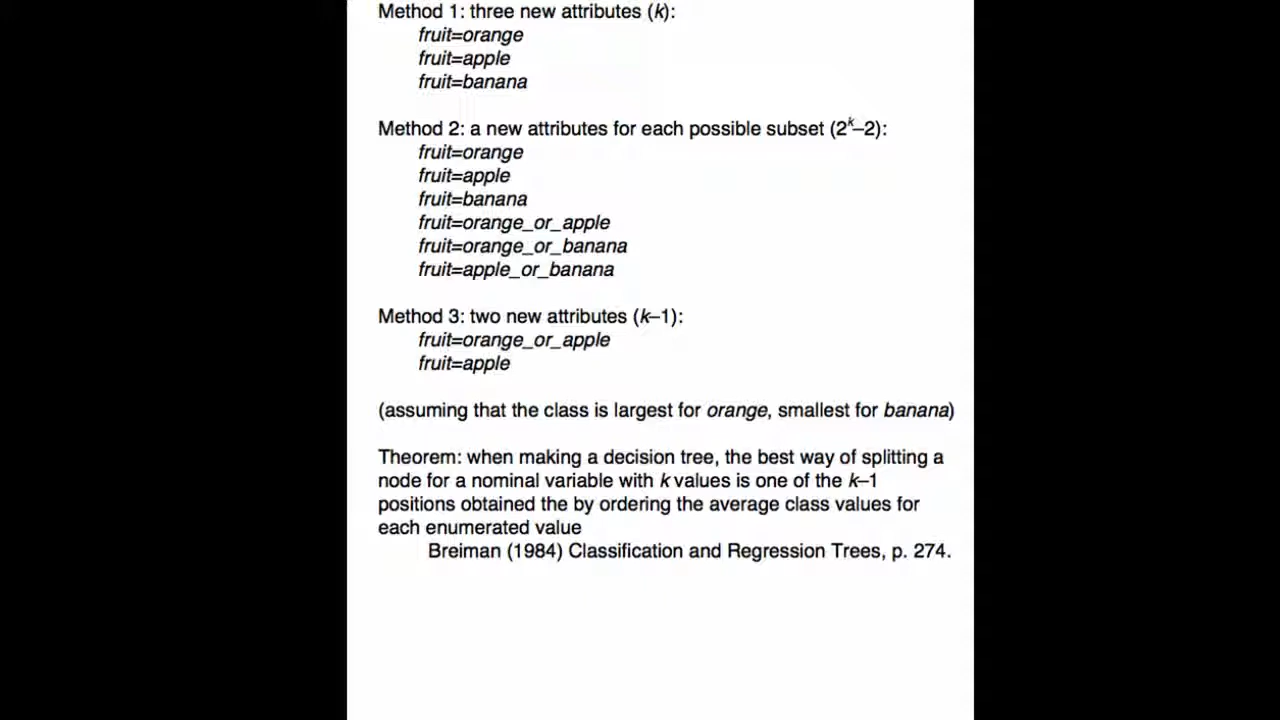 Method 1: three new attributes (k):
fruit=orange
fruit=apple
fruit=banana
Method 2: a new attributes for each possible subset (2^k–2):
fruit=orange
fruit=apple
fruit=banana
fruit=orange_or_apple
fruit=orange_or_banana
fruit=apple_or_banana
Method 3: two new attributes (k–1):
fruit=orange_or_apple
fruit=apple
(assuming that the class is largest for orange, smallest for banana)
Theorem: when making a decision tree, the best way of splitting a
node for a nominal variable with k values is one of the k–1
positions obtained the by ordering the average class values for
each enumerated value
Breiman (1984) Classification and Regression Trees, p. 274.